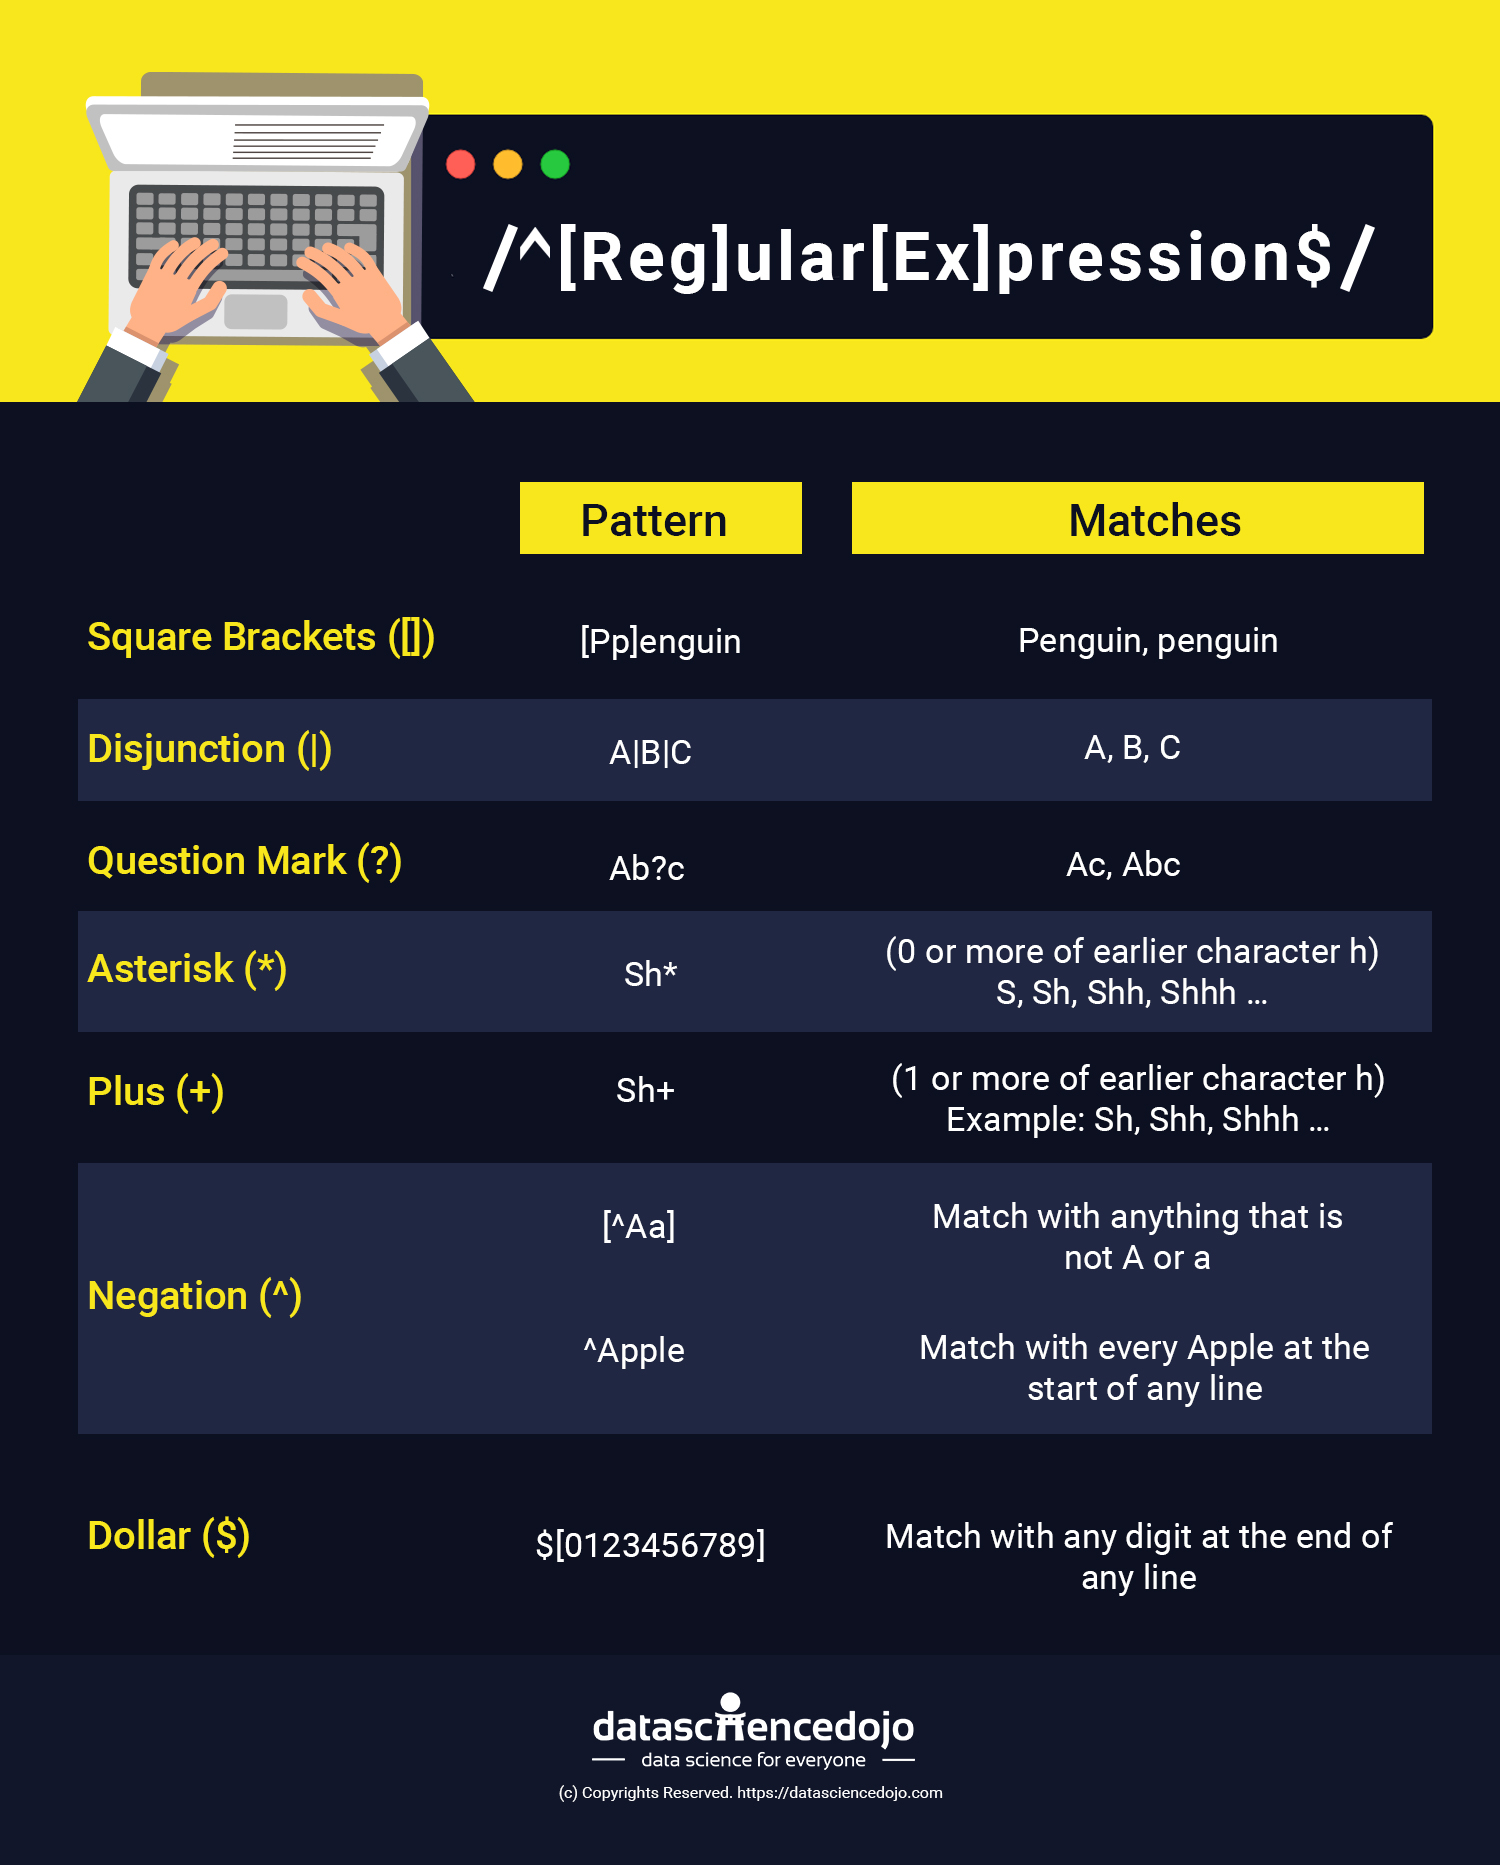 /^[Reg]ular[Ex]pression$/
Pattern Matches
Square Brackets ([]) [Pp]enguin Penguin, penguin
Disjunction (|) A|B|C A, B, C
Question Mark (?) Ab?c Ac, Abc
Asterisk (*) Sh* (0 or more of earlier character h)
S, Sh, Shh, Shhh ...
Plus (+) Sh+ (1 or more of earlier character h)
Example: Sh, Shh, Shhh ...
Negation (^)
[^Aa] Match with anything that is
not A or a
^Apple Match with every Apple at the
start of any line
Dollar ($) $[0123456789] Match with any digit at the end of
any line
datasciencedojo
data science for everyone
(c) Copyrights Reserved. https://datasciencedojo.com